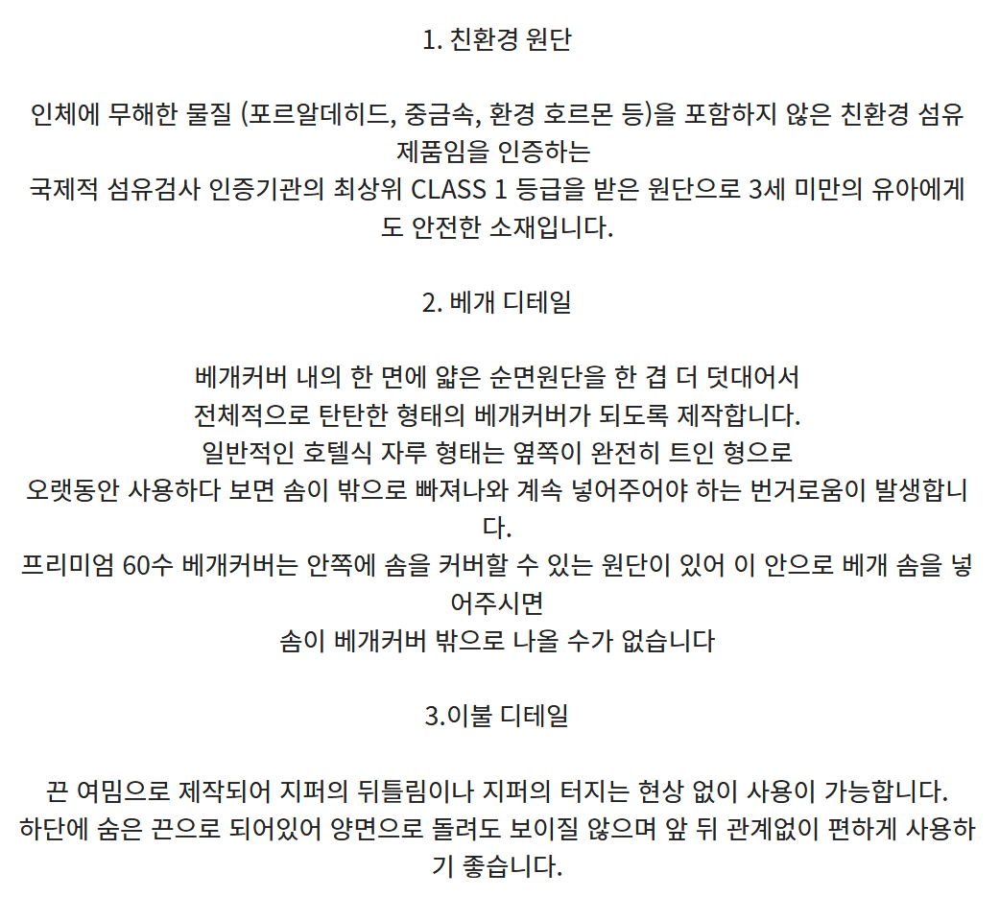 1. 친환경 원단
인체에 무해한 물질 (포르알데히드, 중금속, 환경 호르몬 등)을 포함하지 않은 친환경 섬유
제품임을 인증하는
국제적 섬유검사 인증기관의 최상위 CLASS 1 등급을 받은 원단으로 3세 미만의 유아에게
도 안전한 소재입니다.
2. 베개 디테일
베개커버 내의 한 면에 얇은 순면원단을 한 겹 더 덧대어서
전체적으로 탄탄한 형태의 베개커버가 되도록 제작합니다.
일반적인 호텔식 자루 형태는 옆쪽이 완전히 트인 형으로
오랫동안 사용하다 보면 솜이 밖으로 빠져나와 계속 넣어주어야 하는 번거로움이 발생합니
다.
프리미엄 60수 베개커버는 안쪽에 솜을 커버할 수 있는 원단이 있어 이 안으로 베개 솜을 넣
어주시면
솜이 베개커버 밖으로 나올 수가 없습니다
3.이불 디테일
끈 여밈으로 제작되어 지퍼의 뒤틀림이나 지퍼의 터지는 현상 없이 사용이 가능합니다.
하단에 숨은 끈으로 되어있어 양면으로 돌려도 보이질 않으며 앞 뒤 관계없이 편하게 사용하
기 좋습니다.